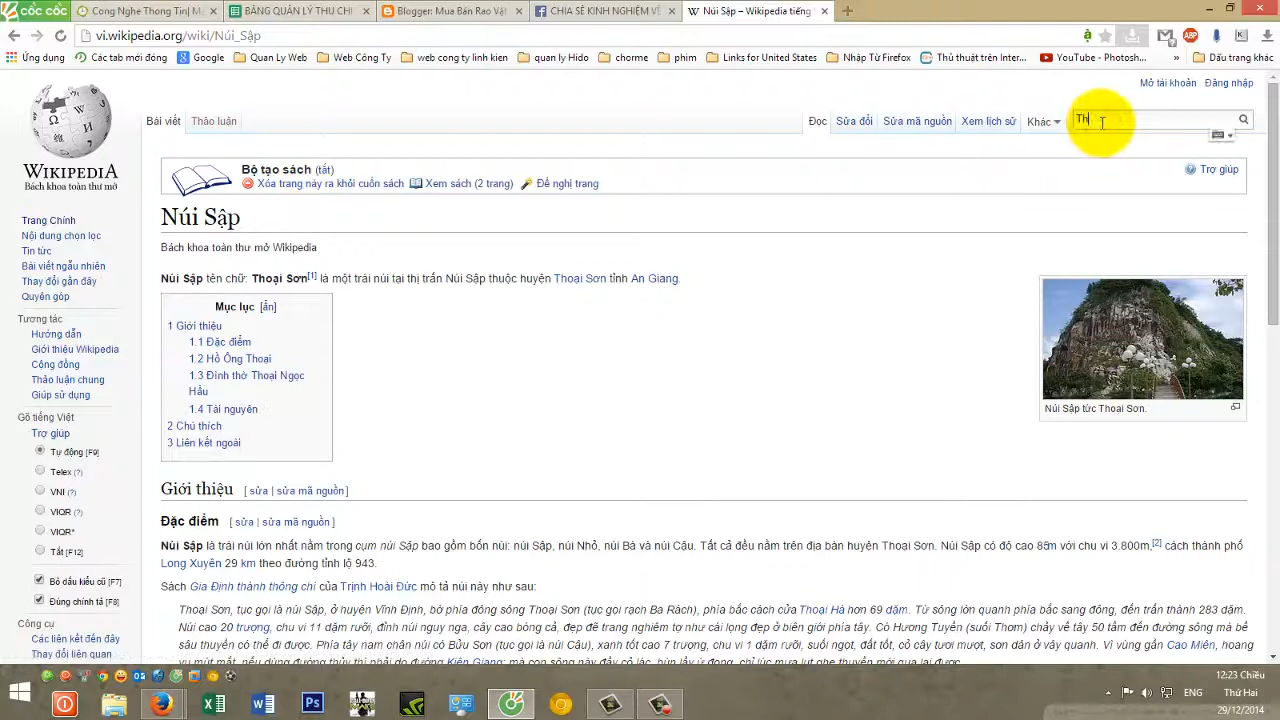 CỐC CỐC
Công Nghe Thong Tin| M
BẢNG QUẢN LÝ THU CHI
Blogger: Mua Bán Xe Vật
CHIA SẺ KINH NGHIỆM VỀ
Núi Sập – Wikipedia tiếng
vi.wikipedia.org/wiki/Núi_Sập
Ứng dụng
Các tab mới đóng
Google
Quan Ly Web
Web Công Ty
web cong ty linh kien
quan ly Hido
chorme
phim
Links for United States
Nhập Từ Firefox
Thủ thuật trên Inter...
YouTube - Photosh...
»
Dấu trang khác
Mở tài khoản Đăng nhập
WIKIPEDIA
Bách khoa toàn thư mở
Bài viết Thảo luận
Đọc Sửa đổi Sửa mã nguồn Xem lịch sử Khác
Th
Bộ tạo sách (tắt)
Xóa trang này ra khỏi cuốn sách Xem sách (2 trang) Đề nghị trang
Trợ giúp
Núi Sập
Bách khoa toàn thư mở Wikipedia
Núi Sập tên chữ: Thoại Sơn[1] là một trái núi tại thị trấn Núi Sập thuộc huyện Thoại Sơn tỉnh An Giang.
Mục lục [ẩn]
1 Giới thiệu
1.1 Đặc điểm
1.2 Hồ Ông Thoại
1.3 Đình thờ Thoại Ngọc
Hầu
1.4 Tài nguyên
2 Chú thích
3 Liên kết ngoài
Núi Sập tức Thoại Sơn.
Giới thiệu [ sửa | sửa mã nguồn ]
Đặc điểm [ sửa | sửa mã nguồn ]
Núi Sập là trái núi lớn nhất nằm trong cụm núi Sập bao gồm bốn núi: núi Sập, núi Nhỏ, núi Bà và núi Cậu. Tất cả đều nằm trên địa bàn huyện Thoại Sơn. Núi Sập có độ cao 85m với chu vi 3.800m,[2] cách thành phố
Long Xuyên 29 km theo đường tỉnh lộ 943.
Sách Gia Định thành thông chí của Trịnh Hoài Đức mô tả núi này như sau:
Thoại Sơn, tục gọi là núi Sập, ở huyện Vĩnh Định, bờ phía đông sông Thoại Sơn (tục gọi rạch Ba Rách), phía bắc cách cửa Thoại Hà hơn 69 dặm. Từ sông lớn quanh phía bắc sang đông, đến trấn thành 283 dặm.
Núi cao 20 trượng, chu vi 11 dặm rưỡi, đỉnh núi nguy nga, cây cao bóng cả, đẹp đẽ trang nghiêm tợ như cái lọng đẹp ở biên giới phía tây. Có Hương Tuyền (suối Thơm) chảy về tây 50 tầm đến đường sông mà bề
sâu thuyền có thể đi được. Phía tây nam chân núi có Bửu Sơn (tục gọi là núi Cậu), xanh tốt cao 7 trượng, chu vi 1 dặm rưỡi, suối ngọt, đất tốt, có cây tươi mượt, sơn dân ở vây quanh. Vì vùng gần Cao Miên, hoang
vu mút mắt, nếu dùng đường thủy thì phải do đường Kiên Giang;
Trang Chính
Nội dung chọn lọc
Tin tức
Bài viết ngẫu nhiên
Thay đổi gần đây
Quyên góp
Tương tác
Hướng dẫn
Giới thiệu Wikipedia
Cộng đồng
Thảo luận chung
Giúp sử dụng
Gõ tiếng Việt
Trợ giúp
Tự động [F9]
Telex (?)
VNI (?)
VIQR (?)
VIQR*
Tắt [F12]
Bỏ dấu kiểu cũ [F7]
Đúng chính tả [F8]
Công cụ
Các liên kết đến đây
Thay đổi liên quan
ENG
12:23 Chiều
Thứ Hai
29/12/2014